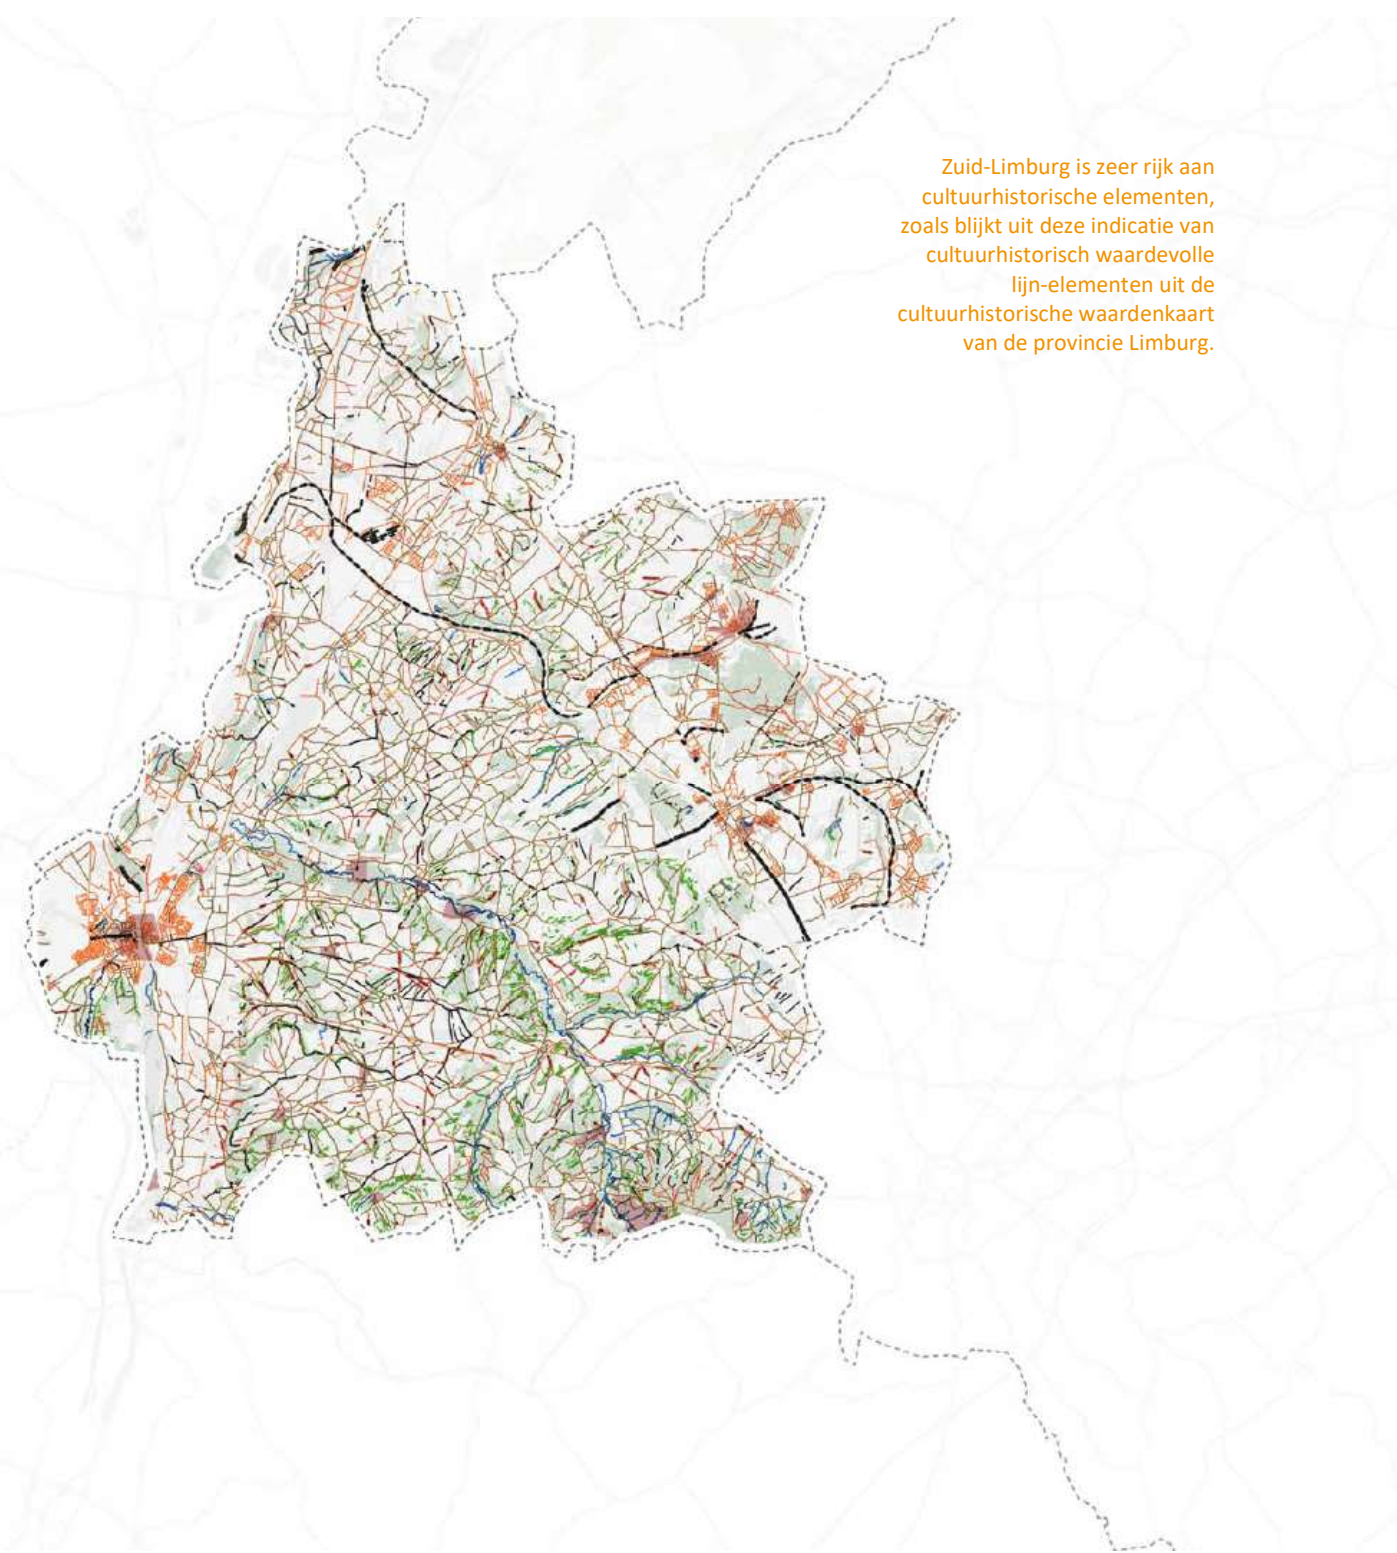 Zuid-Limburg is zeer rijk aan
cultuurhistorische elementen,
zoals blijkt uit deze indicatie van
cultuurhistorisch waardevolle
lijn-elementen uit de
cultuurhistorische waardenkaart
van de provincie Limburg.